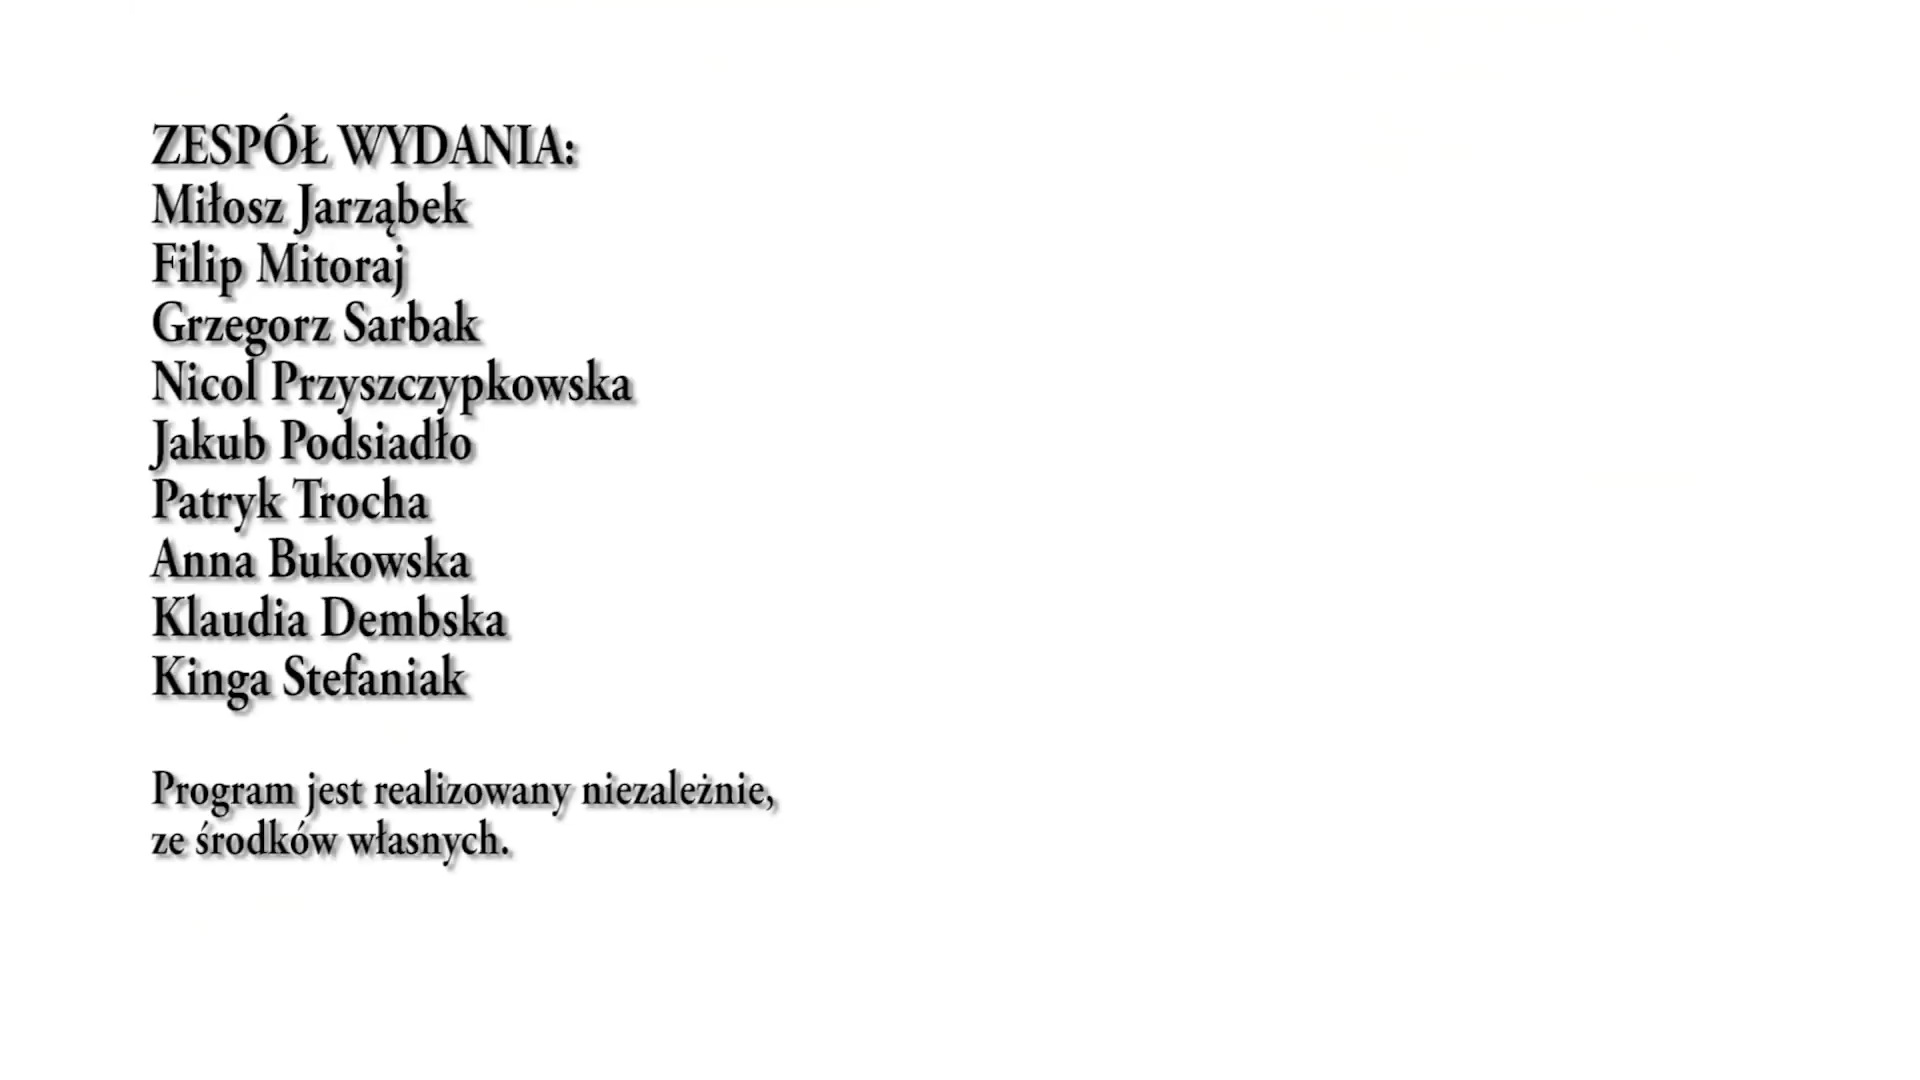 ZESPÓŁ WYDANIA:
Miłosz Jarząbek
Filip Mitoraj
Grzegorz Sarbak
Nicol Przyszczypkowska
Jakub Podsiadło
Patryk Trocha
Anna Bukowska
Klaudia Dembska
Kinga Stefaniak
Program jest realizowany niezależnie,
ze środków własnych.